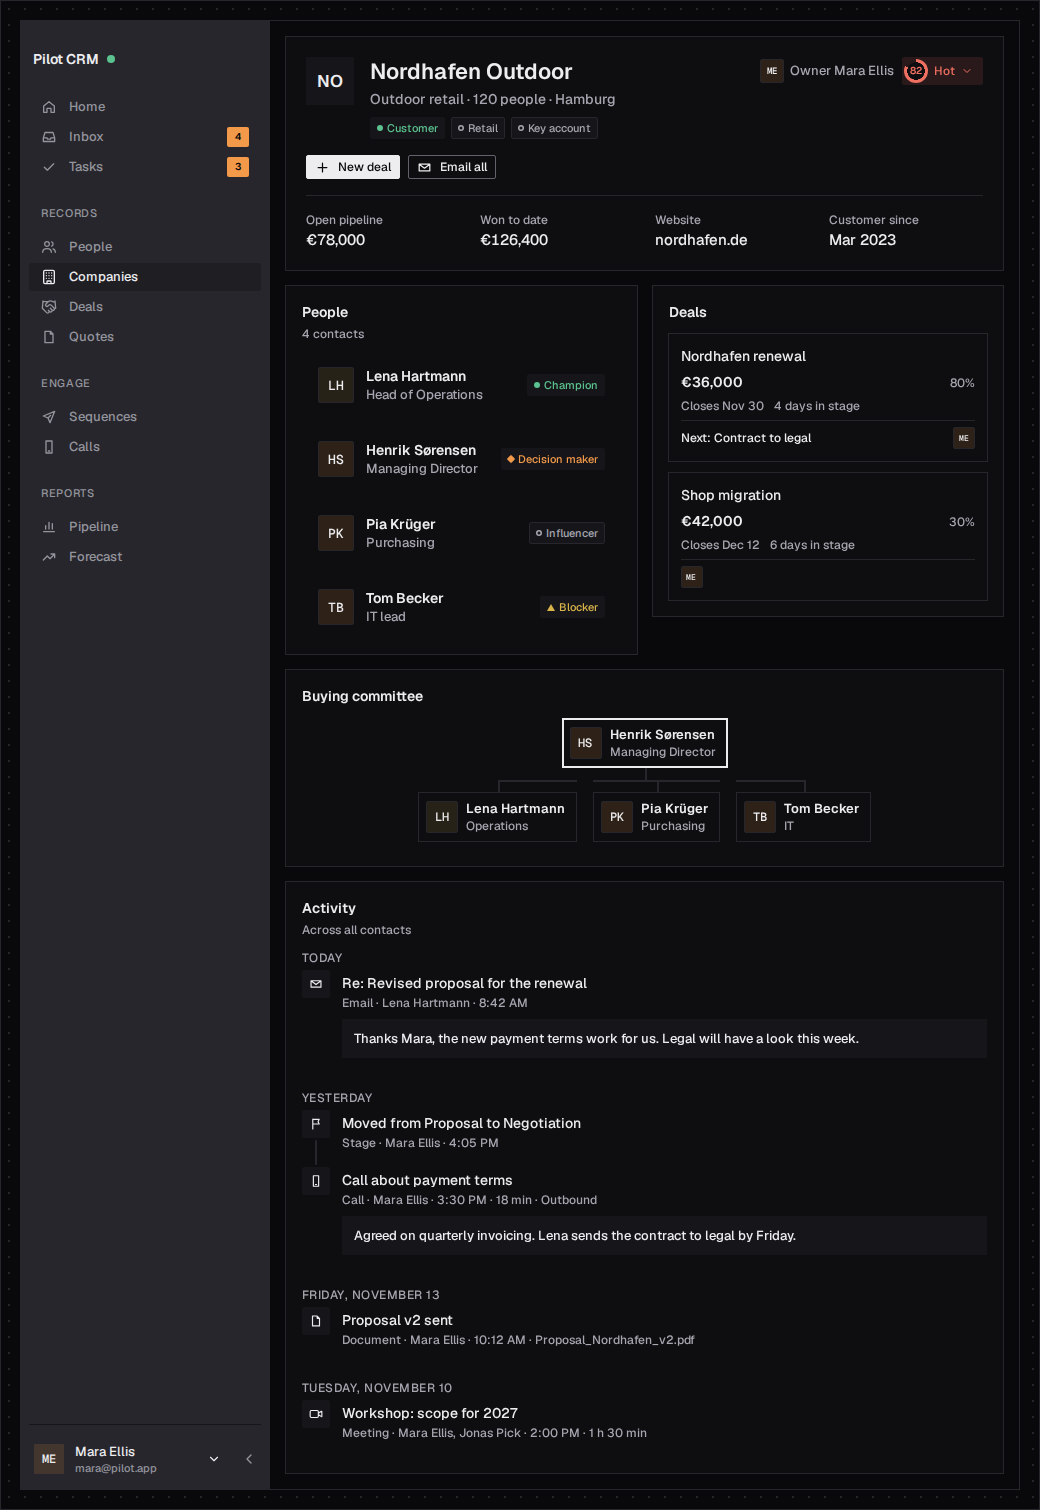 Pilot CRM
Home
Inbox 4
Tasks 3
RECORDS
People
Companies
Deals
Quotes
ENGAGE
Sequences
Calls
REPORTS
Pipeline
Forecast
ME
Mara Ellis
mara@pilot.app
NO
Nordhafen Outdoor
Outdoor retail · 120 people · Hamburg
Customer Retail Key account
ME Owner Mara Ellis 82 Hot
New deal Email all
Open pipeline Won to date Website Customer since
€78,000 €126,400 nordhafen.de Mar 2023
People
4 contacts
LH
Lena Hartmann
Head of Operations
Champion
HS
Henrik Sørensen
Managing Director
Decision maker
PK
Pia Krüger
Purchasing
Influencer
TB
Tom Becker
IT lead
Blocker
Deals
Nordhafen renewal
€36,000 80%
Closes Nov 30 4 days in stage
Next: Contract to legal ME
Shop migration
€42,000 30%
Closes Dec 12 6 days in stage
ME
Buying committee
HS
Henrik Sørensen
Managing Director
LH
Lena Hartmann
Operations
PK
Pia Krüger
Purchasing
TB
Tom Becker
IT
Activity
Across all contacts
TODAY
Re: Revised proposal for the renewal
Email · Lena Hartmann · 8:42 AM
Thanks Mara, the new payment terms work for us. Legal will have a look this week.
YESTERDAY
Moved from Proposal to Negotiation
Stage · Mara Ellis · 4:05 PM
Call about payment terms
Call · Mara Ellis · 3:30 PM · 18 min · Outbound
Agreed on quarterly invoicing. Lena sends the contract to legal by Friday.
FRIDAY, NOVEMBER 13
Proposal v2 sent
Document · Mara Ellis · 10:12 AM · Proposal_Nordhafen_v2.pdf
TUESDAY, NOVEMBER 10
Workshop: scope for 2027
Meeting · Mara Ellis, Jonas Pick · 2:00 PM · 1 h 30 min